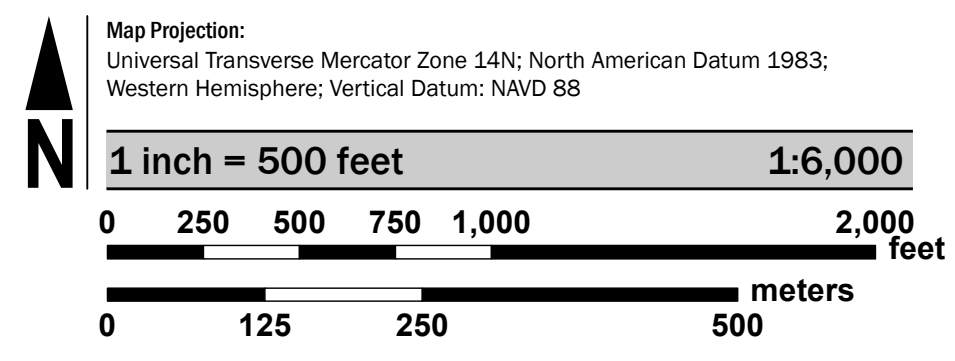 Map Projection:
Universal Transverse Mercator Zone 14N; North American Datum 1983;
Western Hemisphere; Vertical Datum: NAVD 88
N
1 inch = 500 feet 1:6,000
0 250 500 750 1,000 2,000
feet
meters
0 125 250 500